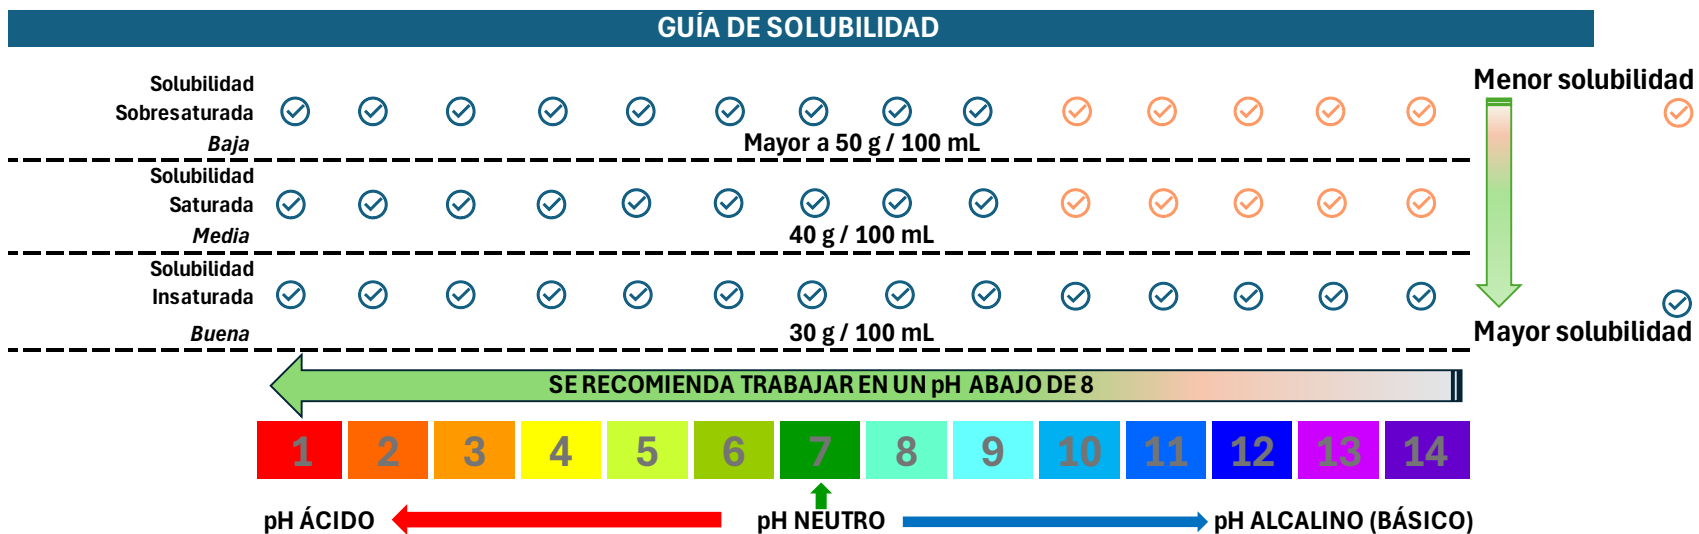 GUÍA DE SOLUBILIDAD
Solubilidad
Sobresaturada
Baja
Mayor a 50 g / 100 mL
Menor solubilidad
Solubilidad
Saturada
Media
40 g / 100 mL
Solubilidad
Insaturada
Buena
30 g / 100 mL
Mayor solubilidad
SE RECOMIENDA TRABAJAR EN UN pH ABAJO DE 8
1 2 3 4 5 6 7 8 9 10 11 12 13 14
pH ÁCIDO pH NEUTRO pH ALCALINO (BÁSICO)